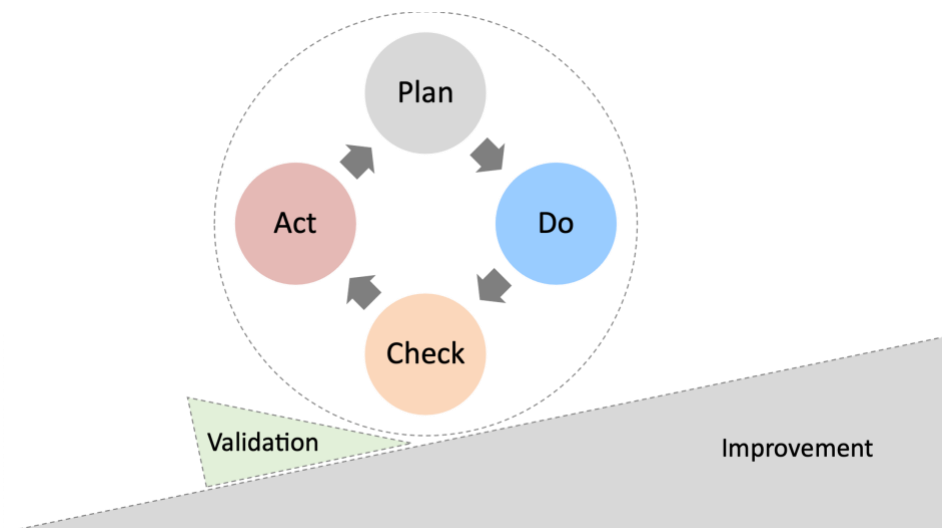 Plan
Act
Do
Check
Validation
Improvement